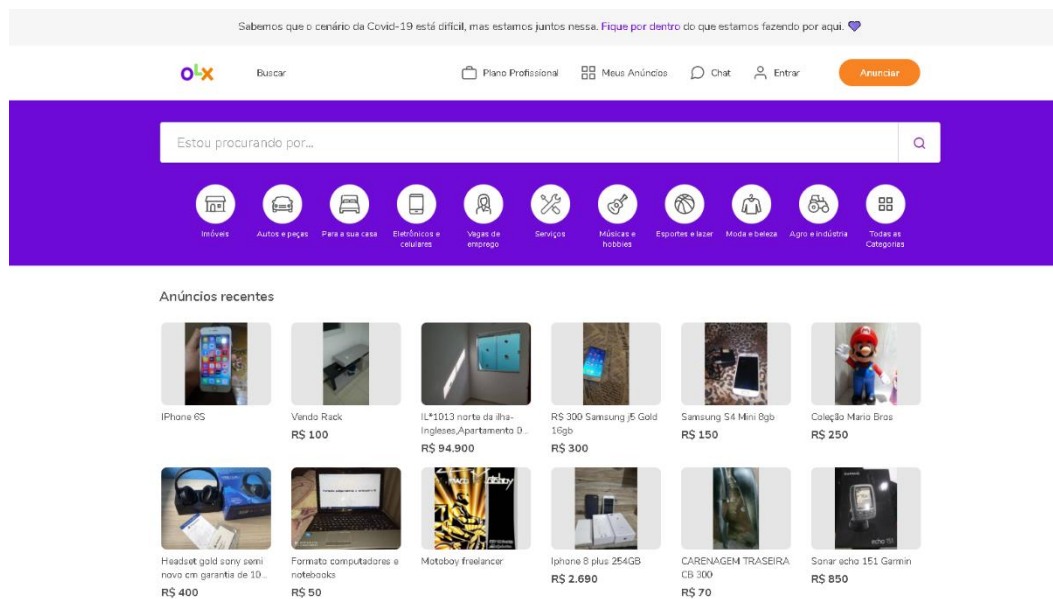 Sabemos que o cenário da Covid-19 está difícil, mas estamos juntos nessa. Fique por dentro do que estamos fazendo por aqui.
OLX Buscar Plano Profissional Meus Anúncios Chat Entrar Anunciar
Estou procurando por...
Imóveis
Autos e peças
Para a sua casa
Eletrônicos e
celulares
Vagas de
emprego
Serviços
Músicas e
hobbies
Esportes e lazer
Moda e beleza
Agro e indústria
Todas as
Categorias
Anúncios recentes
IPhone 6S
Vendo Rack
R$ 100
IL*1013 norte da ilha-
Ingleses,Apartamento 0...
R$ 94.900
R$ 300 Samsung j5 Gold
16gb
R$ 300
Samsung S4 Mini 8gb
R$ 150
Coleção Mario Bros
R$ 250
Headset gold sony semi
novo cm garantia de 10...
R$ 400
Formato computadores e
notebooks
R$ 50
Motoboy freelancer
Iphone 8 plus 254GB
R$ 2.690
CARENAGEM TRASEIRA
CB 300
R$ 70
echo 151
Sonar echo 151 Garmin
R$ 850